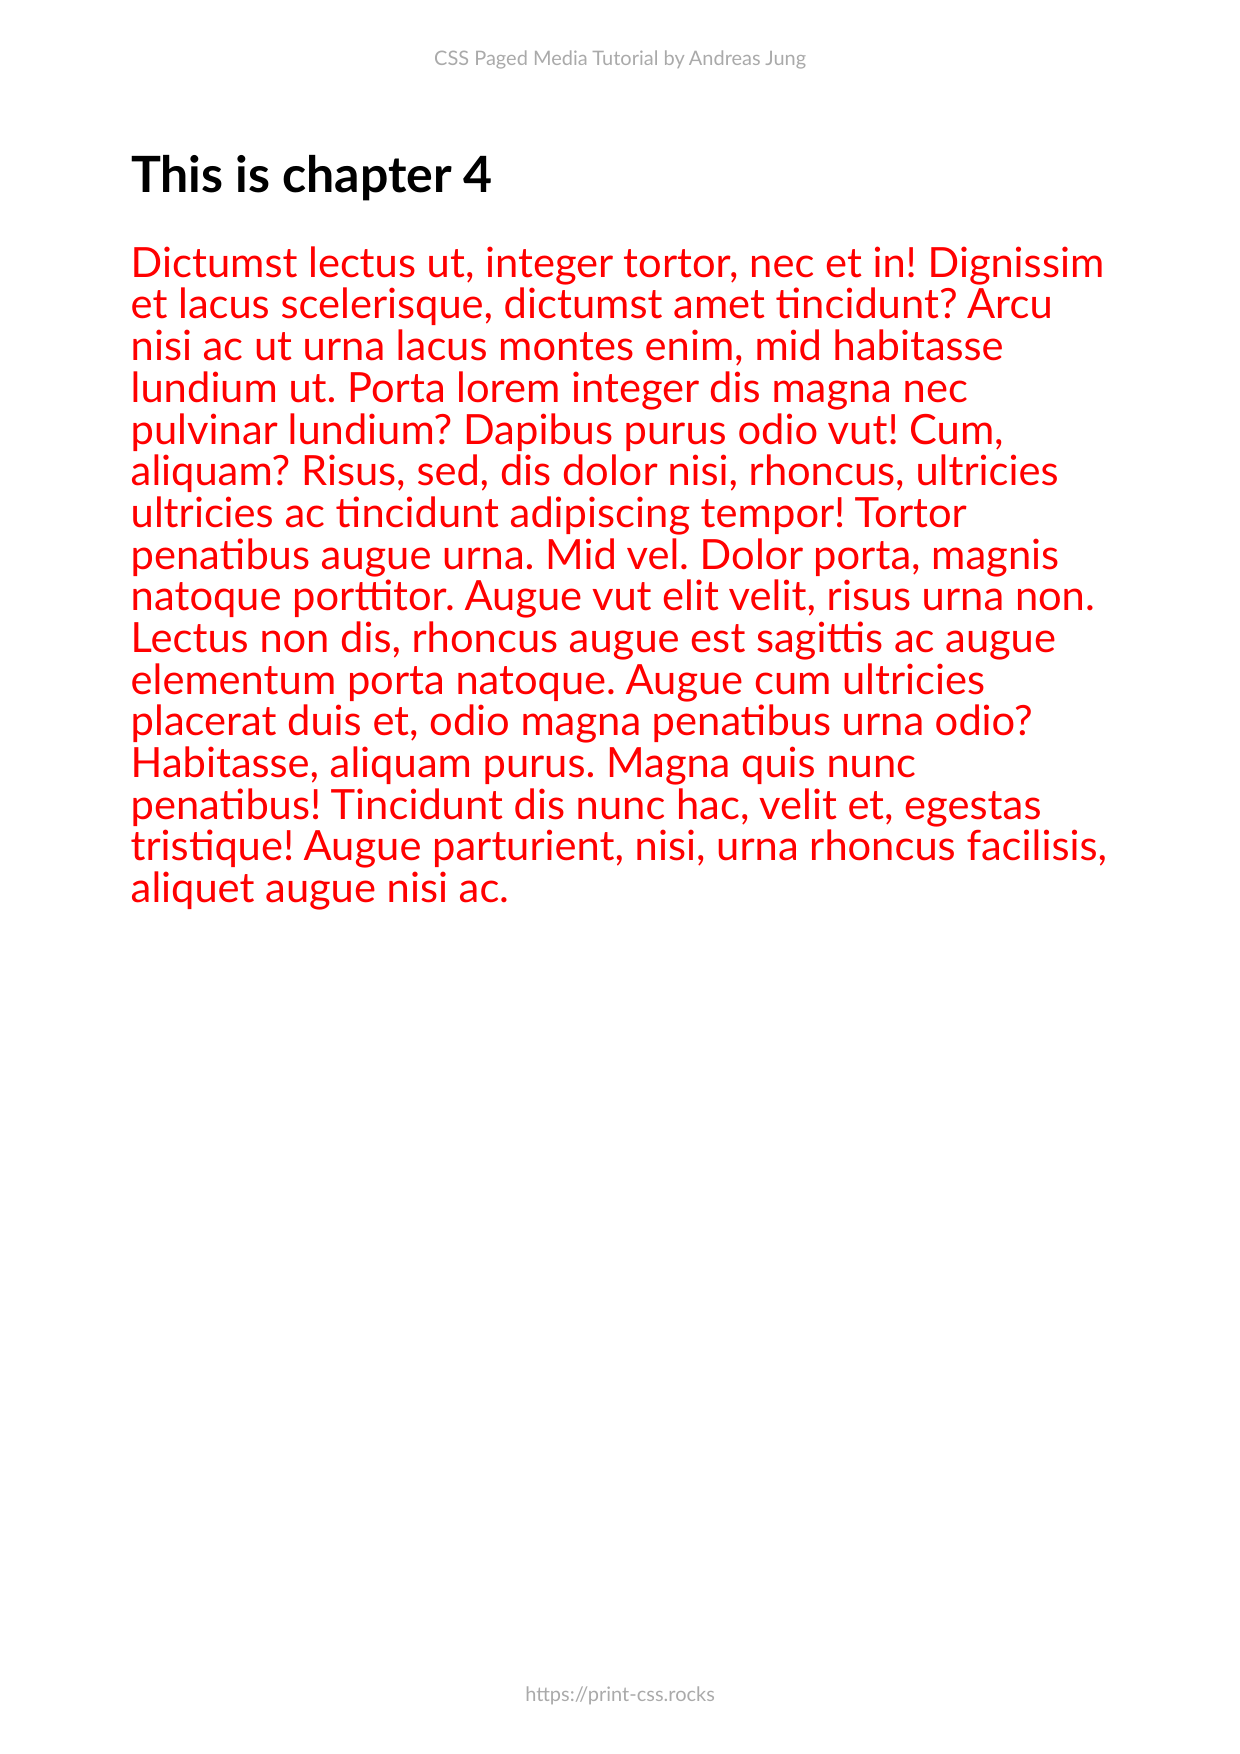 CSS Paged Media Tutorial by Andreas Jung
This is chapter 4
Dictumst lectus ut, integer tortor, nec et in! Dignissim
et lacus scelerisque, dictumst amet tincidunt? Arcu
nisi ac ut urna lacus montes enim, mid habitasse
lundium ut. Porta lorem integer dis magna nec
pulvinar lundium? Dapibus purus odio vut! Cum,
aliquam? Risus, sed, dis dolor nisi, rhoncus, ultricies
ultricies ac tincidunt adipiscing tempor! Tortor
penatibus augue urna. Mid vel. Dolor porta, magnis
natoque porttitor. Augue vut elit velit, risus urna non.
Lectus non dis, rhoncus augue est sagittis ac augue
elementum porta natoque. Augue cum ultricies
placerat duis et, odio magna penatibus urna odio?
Habitasse, aliquam purus. Magna quis nunc
penatibus! Tincidunt dis nunc hac, velit et, egestas
tristique! Augue parturient, nisi, urna rhoncus facilisis,
aliquet augue nisi ac.
https://print-css.rocks